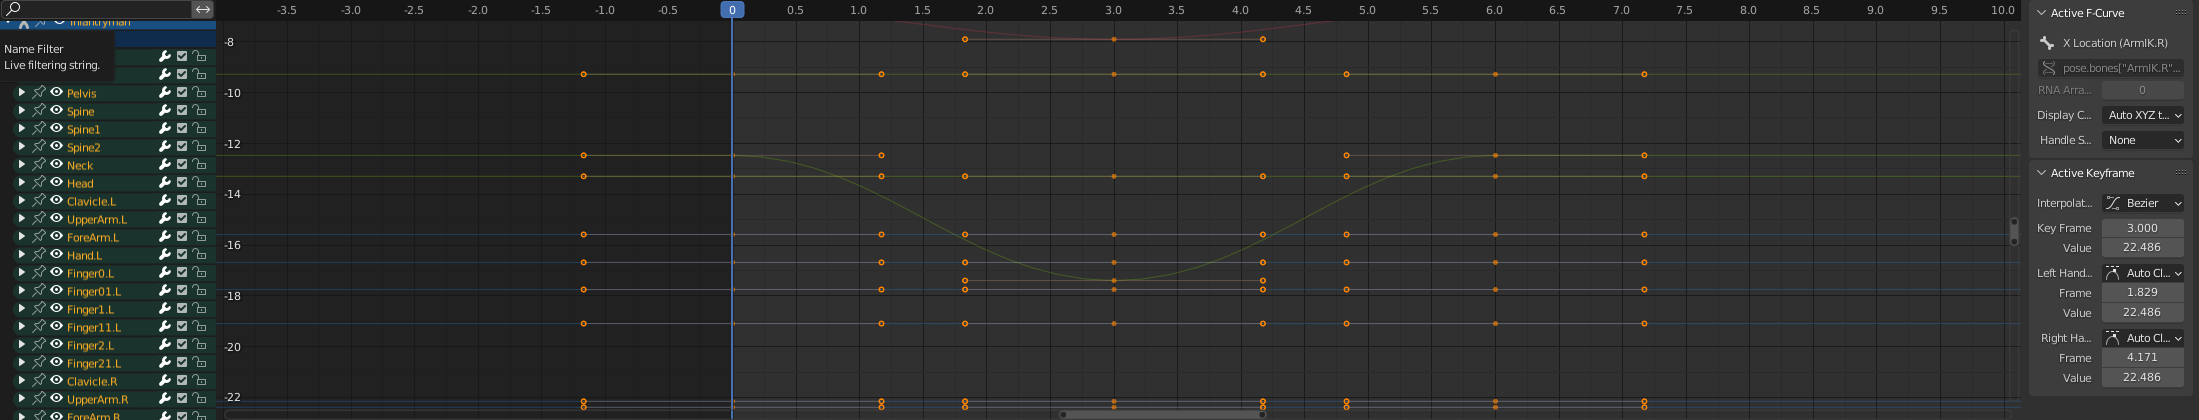 -3.5 -3.0 -2.5 -2.0 -1.5 -1.0 -0.5 0 0.5 1.0 1.5 2.0 2.5 3.0 3.5 4.0 4.5 5.0 5.5 6.0 6.5 7.0 7.5 8.0 8.5 9.0 9.5 10.0
Infantryman
Name Filter
Live filtering string.
Pelvis
Spine
Spine1
Spine2
Neck
Head
Clavicle.L
UpperArm.L
ForeArm.L
Hand.L
Finger0.L
Finger01.L
Finger1.L
Finger11.L
Finger2.L
Finger21.L
Clavicle.R
UpperArm.R
ForeArm.R
-8
-10
-12
-14
-16
-18
-20
-22
Active F-Curve
X Location (ArmIK.R)
pose.bones["ArmIK.R"...
RNA Arra... 0
Display C... Auto XYZ t...
Handle S... None
Active Keyframe
Interpolat... Bezier
Key Frame 3.000
Value 22.486
Left Hand... Auto Cl...
Frame 1.829
Value 22.486
Right Ha... Auto Cl...
Frame 4.171
Value 22.486